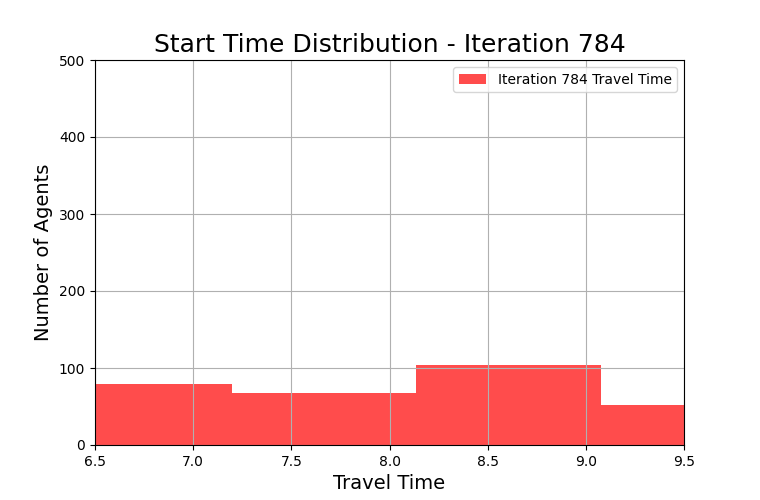 Start Time Distribution - Iteration 784
Iteration 784 Travel Time
Number of Agents
500
400
300
200
100
0
6.5 7.0 7.5 8.0 8.5 9.0 9.5
Travel Time